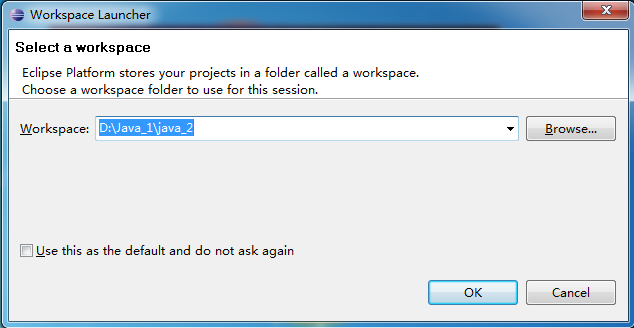 Workspace Launcher
Select a workspace
Eclipse Platform stores your projects in a folder called a workspace.
Choose a workspace folder to use for this session.
Workspace: D:\Java_1\java_2 Browse...
Use this as the default and do not ask again
OK Cancel